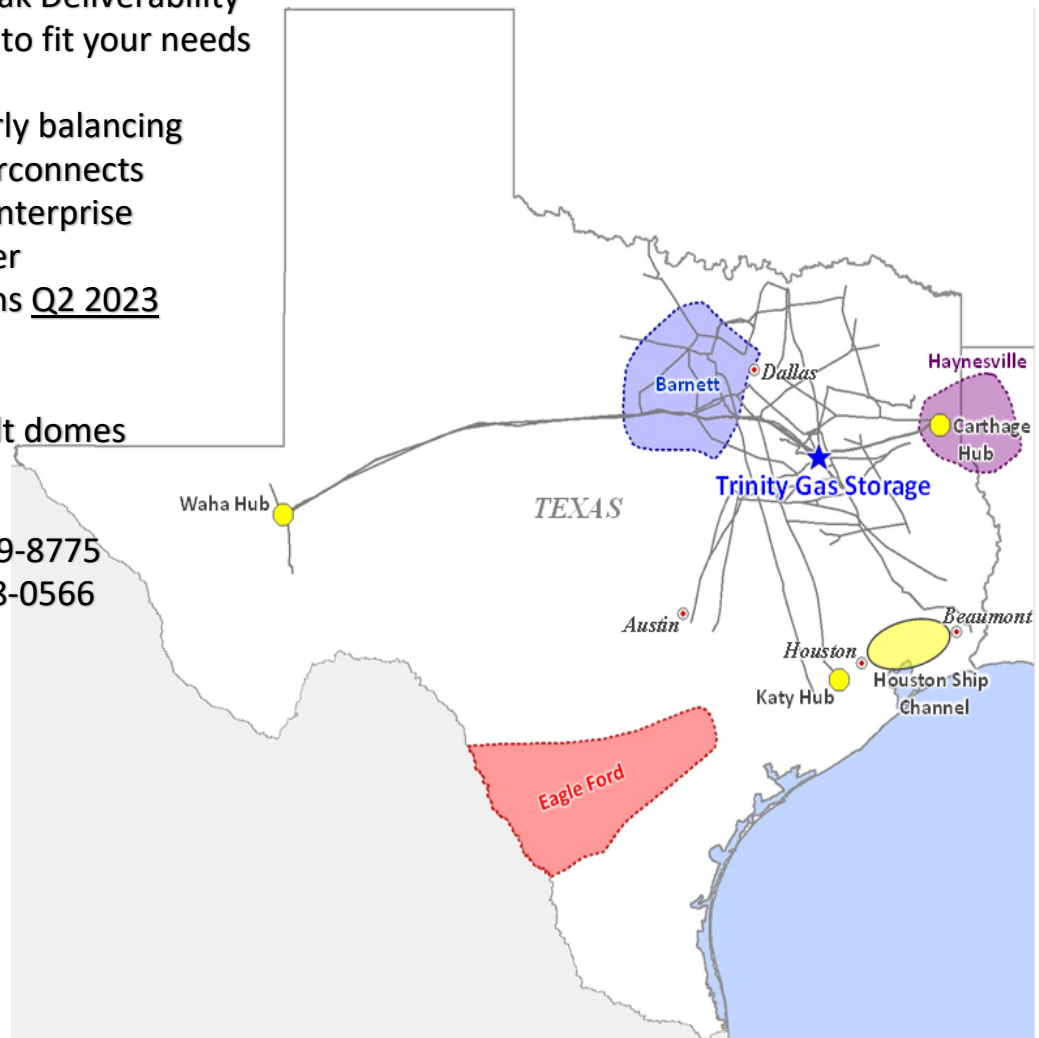 ak Deliverability
to fit your needs
rly balancing
rconnects
nterprise
er
ns Q2 2023
lt domes
9-8775
8-0566
Haynesville
Dallas
Barnett
Carthage
Hub
Trinity Gas Storage
Waha Hub
TEXAS
Austin
Beaumont
Houston
Houston Ship
Channel
Katy Hub
Eagle Ford